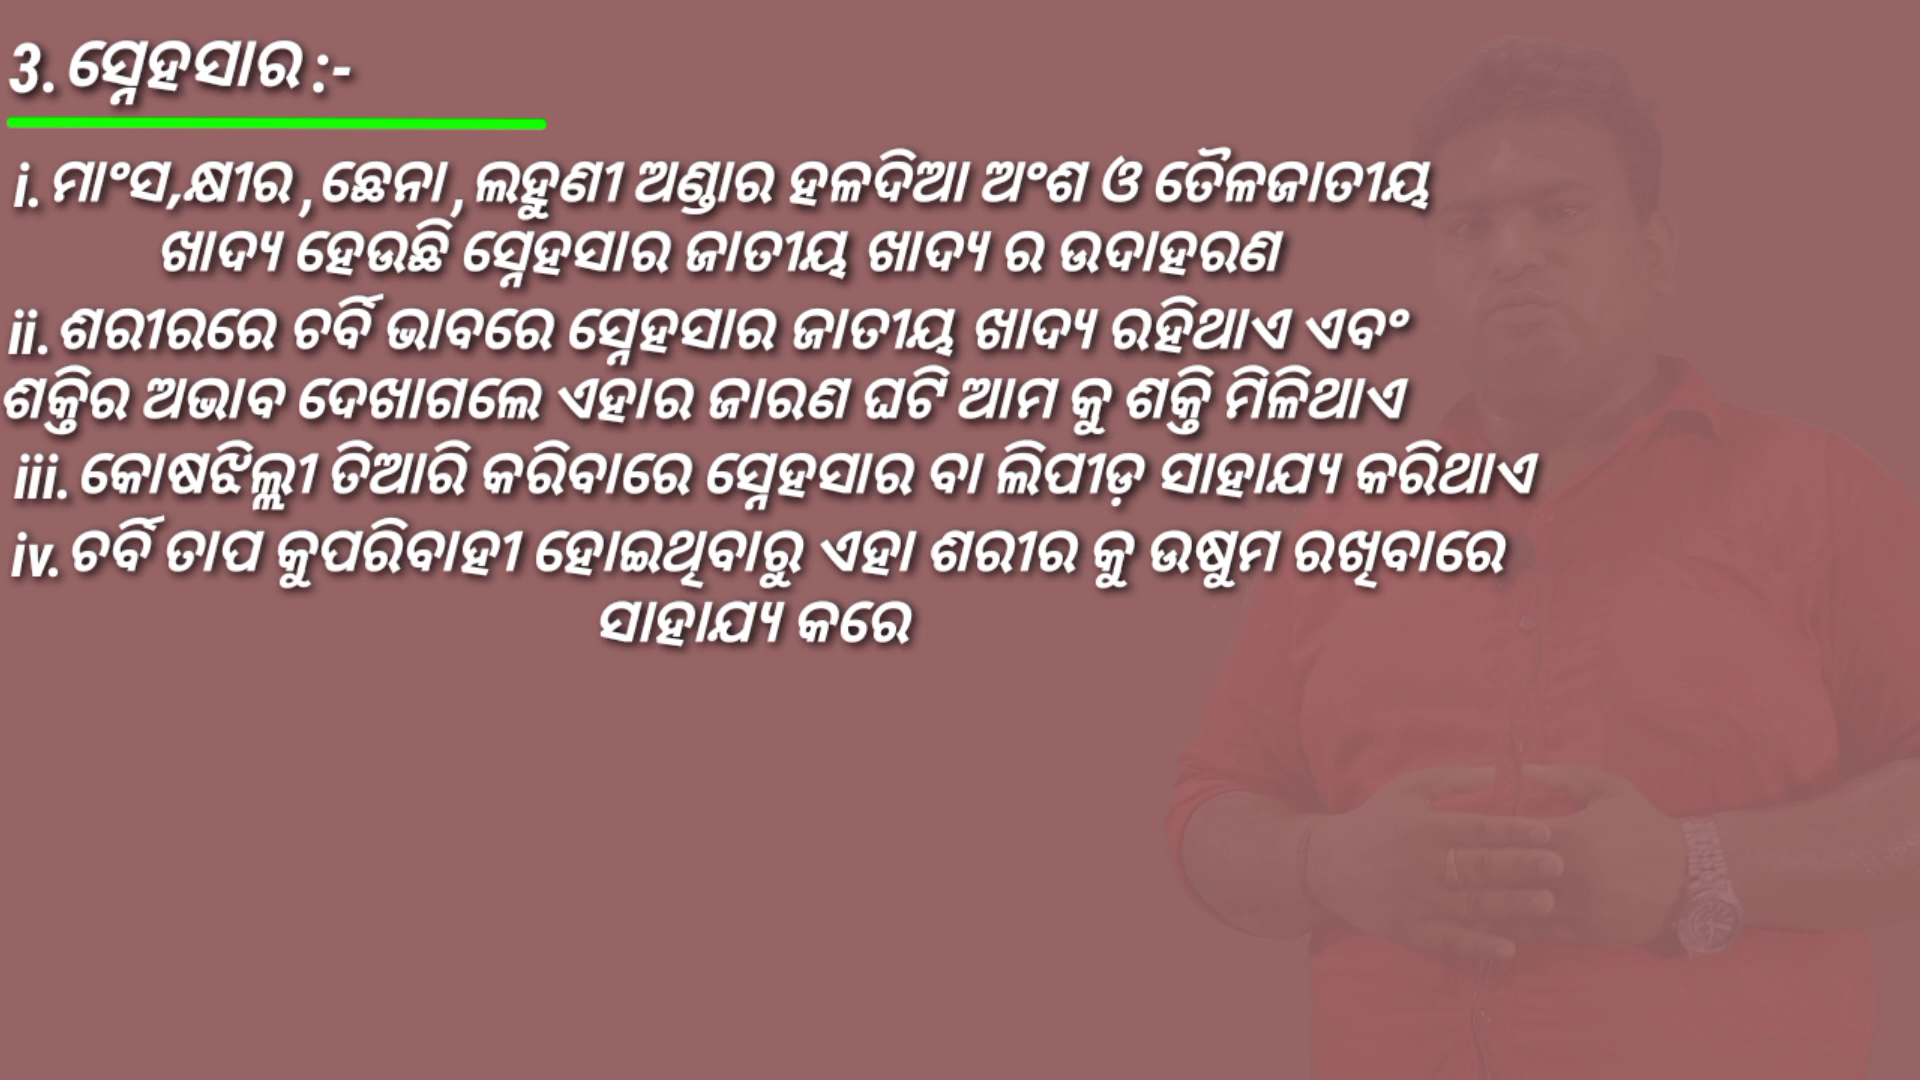 3. ସ୍ନେହସାର :-
i. ମାଂସ,କ୍ଷୀର ,ଛେନା ,ଲହୁଣୀ ଅଣ୍ଡାର ହଳଦିଆ ଅଂଶ ଓ ତୈଳଜାତୀୟ
ଖାଦ୍ୟ ହେଉଛି ସ୍ନେହସାର ଜାତୀୟ ଖାଦ୍ୟ ର ଉଦାହରଣ
ii. ଶରୀରରେ ଚର୍ବି ଭାବରେ ସ୍ନେହସାର ଜାତୀୟ ଖାଦ୍ୟ ରହିଥାଏ ଏବଂ
ଶକ୍ତିର ଅଭାବ ଦେଖାଗଲେ ଏହାର ଜାରଣ ଘଟି ଆମ କୁ ଶକ୍ତି ମିଳିଥାଏ
iii. କୋଷଝିଲ୍ଲୀ ତିଆରି କରିବାରେ ସ୍ନେହସାର ବା ଲିପୀଡ଼ ସାହାଯ୍ୟ କରିଥାଏ
iv. ଚର୍ବି ତାପ କୁପରିବାହୀ ହୋଇଥିବାରୁ ଏହା ଶରୀର କୁ ଉଷୁମ ରଖିବାରେ
ସାହାଯ୍ୟ କରେ